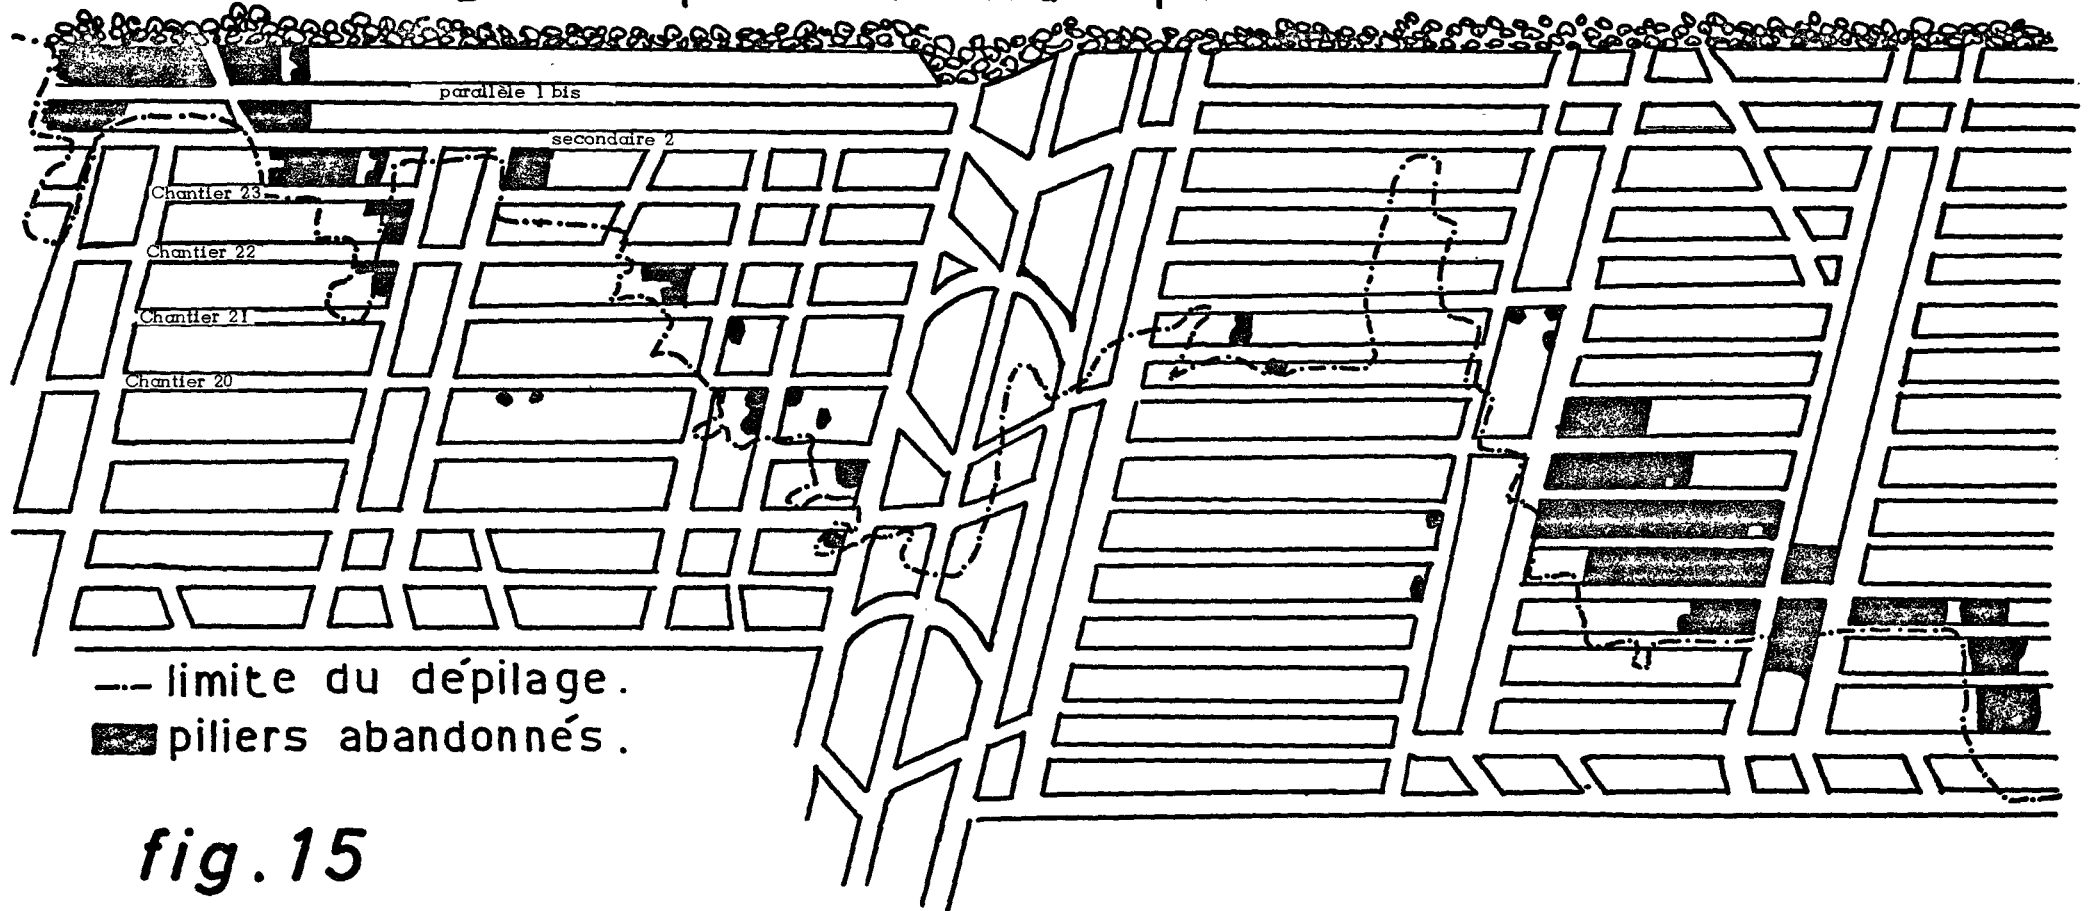 parallèle 1 bis
secondaire 2
Chantier 23
Chantier 22
Chantier 21
Chantier 20
limite du dépilage.
piliers abandonnés.
fig.15